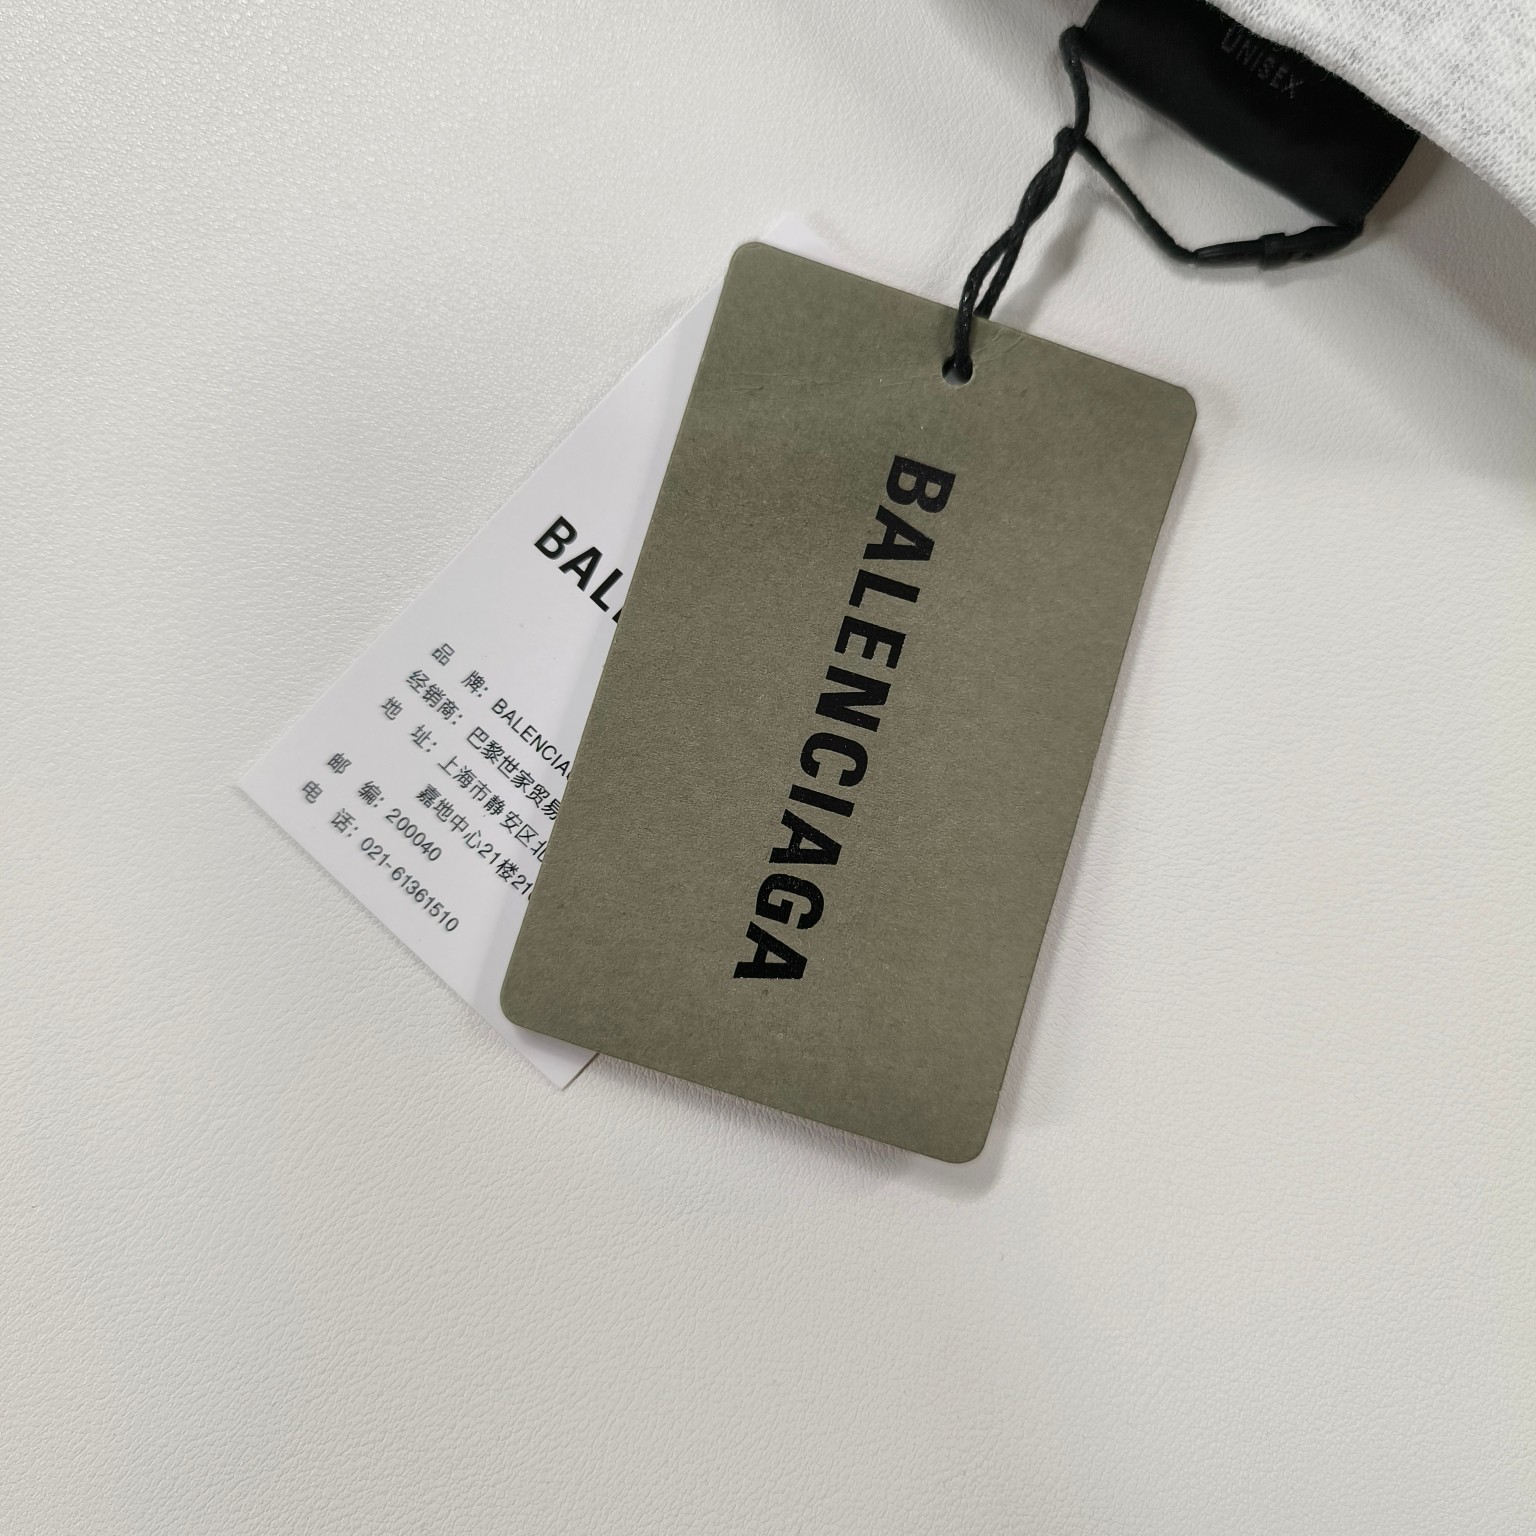 UNISEX
BALENCIAGA
BAL
品 牌: BALENCIA
经销商: 巴黎世家贸易
地 址: 上海市静安区北
嘉地中心21楼21
邮 编: 200040
电 话: 021-61361510